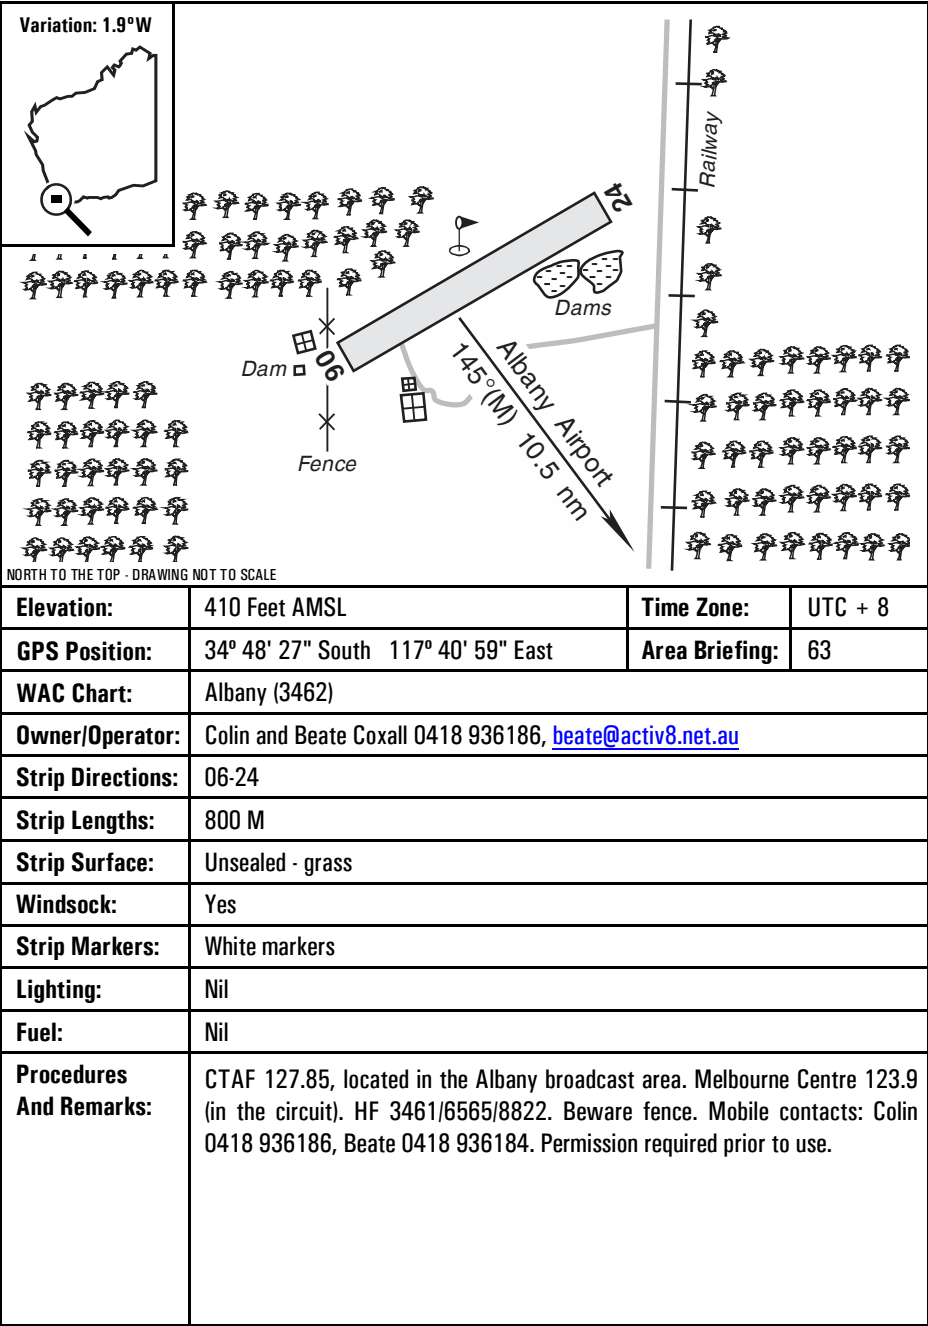 Variation: 1.9º W
Railway
24
Dams
06
Dam
Albany Airport
145°(M) 10.5 nm
Fence
NORTH TO THE TOP - DRAWING NOT TO SCALE
Elevation: 410 Feet AMSL Time Zone: UTC + 8
GPS Position: 34º 48' 27" South 117º 40' 59" East Area Briefing: 63
WAC Chart: Albany (3462)
Owner/Operator: Colin and Beate Coxall 0418 936186, beate@activ8.net.au
Strip Directions: 06-24
Strip Lengths: 800 M
Strip Surface: Unsealed - grass
Windsock: Yes
Strip Markers: White markers
Lighting: Nil
Fuel: Nil
Procedures
And Remarks:
CTAF 127.85, located in the Albany broadcast area. Melbourne Centre 123.9
(in the circuit). HF 3461/6565/8822. Beware fence. Mobile contacts: Colin
0418 936186, Beate 0418 936184. Permission required prior to use.